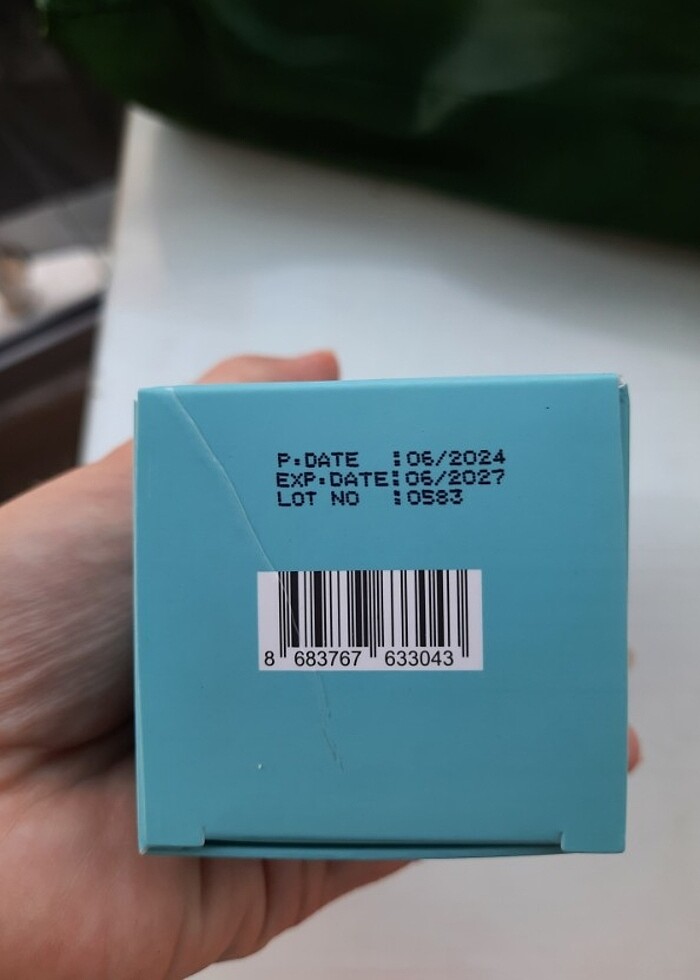 P.DATE :06/2024
EXP.DATE:06/2027
LOT NO :0583
8 683767 633043